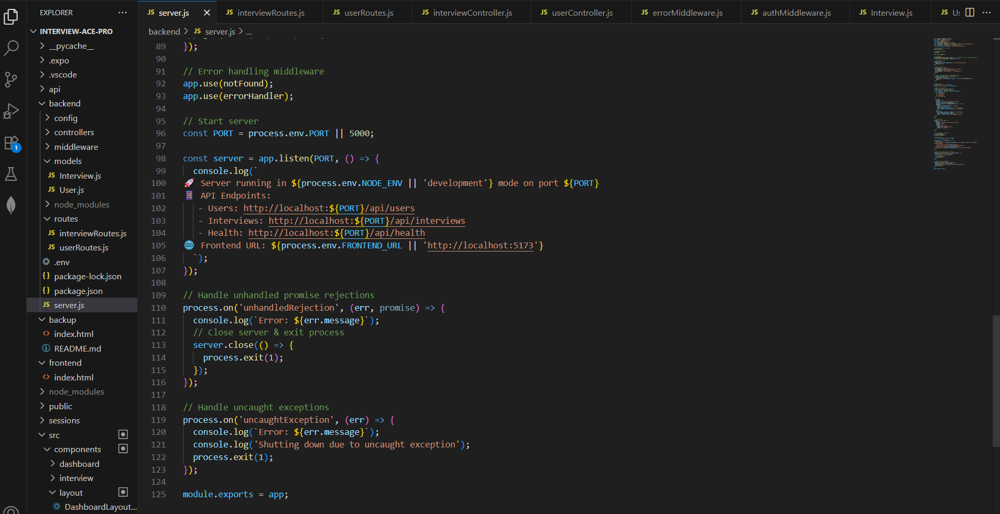 EXPLORER
INTERVIEW-ACE-PRO
__pycache__
.expo
.vscode
api
backend
config
controllers
middleware
models
JS Interview.js
JS User.js
node_modules
routes
JS interviewRoutes.js
JS userRoutes.js
.env
{} package-lock.json
{} package.json
JS server.js
backup
<> index.html
README.md
frontend
<> index.html
node_modules
public
sessions
src
components
dashboard
interview
layout
DashboardLayout...
1
JS server.js
JS interviewRoutes.js
JS userRoutes.js
JS interviewController.js
JS userController.js
JS errorMiddleware.js
JS authMiddleware.js
JS Interview.js
JS Us
backend > JS server.js > ...
89 });
90
91 // Error handling middleware
92 app.use(notFound);
93 app.use(errorHandler);
94
95 // Start server
96 const PORT = process.env.PORT || 5000;
97
98 const server = app.listen(PORT, () => {
99   console.log(`
100 🚀 Server running in ${process.env.NODE_ENV || 'development'} mode on port ${PORT}
101 API Endpoints:
102    - Users: http://localhost:${PORT}/api/users
103    - Interviews: http://localhost:${PORT}/api/interviews
104    - Health: http://localhost:${PORT}/api/health
105 🌐 Frontend URL: ${process.env.FRONTEND_URL || 'http://localhost:5173'}
106   `);
107 });
108
109 // Handle unhandled promise rejections
110 process.on('unhandledRejection', (err, promise) => {
111   console.log(`Error: ${err.message}`);
112   // Close server & exit process
113   server.close(() => {
114     process.exit(1);
115   });
116 });
117
118 // Handle uncaught exceptions
119 process.on('uncaughtException', (err) => {
120   console.log(`Error: ${err.message}`);
121   console.log('Shutting down due to uncaught exception');
122   process.exit(1);
123 });
124
125 module.exports = app;